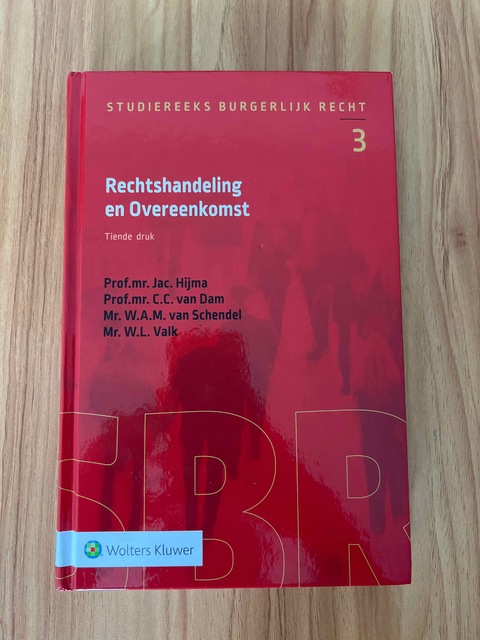 STUDIEREEKS BURGERLIJK RECHT
3
Rechtshandeling
en Overeenkomst
Tiende druk
Prof.mr. Jac. Hijma
Prof.mr. C.C. van Dam
Mr. W.A.M. van Schendel
Mr. W.L. Valk
SBR
Wolters Kluwer